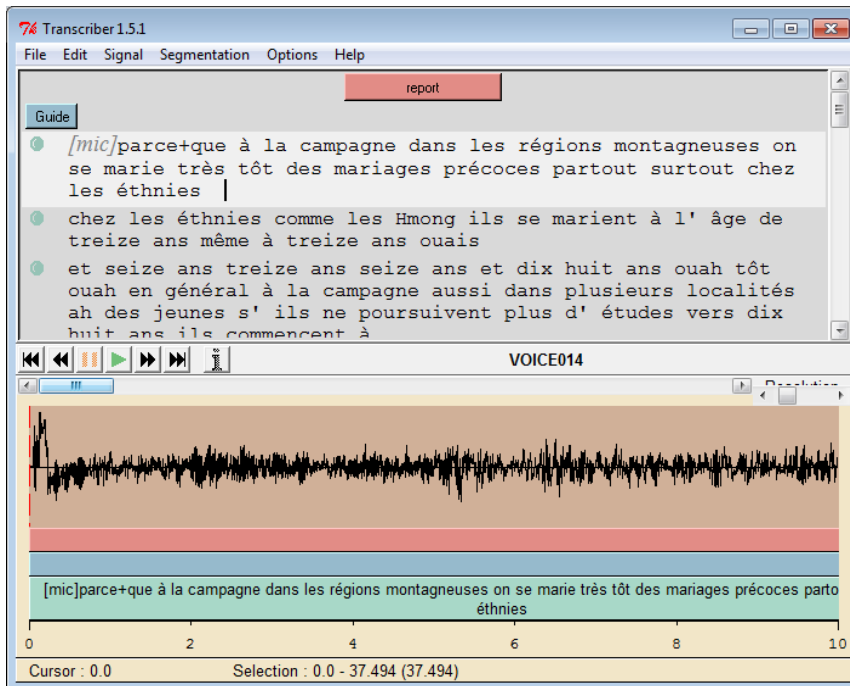 Transcriber 1.5.1
File Edit Signal Segmentation Options Help
report
Guide
[mic]parce+que à la campagne dans les régions montagneuses on
se marie très tôt des mariages précoces partout surtout chez
les éthnies
chez les éthnies comme les Hmong ils se marient à l' âge de
treize ans même à treize ans ouais
et seize ans treize ans seize ans et dix huit ans ouah tôt
ouah en général à la campagne aussi dans plusieurs localités
ah des jeunes s' ils ne poursuivent plus d' études vers dix
huit ans ils commencent à
VOICE014
Resolution
[mic]parce+que à la campagne dans les régions montagneuses on se marie très tôt des mariages précoces parto
éthnies
0 2 4 6 8 10
Cursor : 0.0 Selection : 0.0 - 37.494 (37.494)